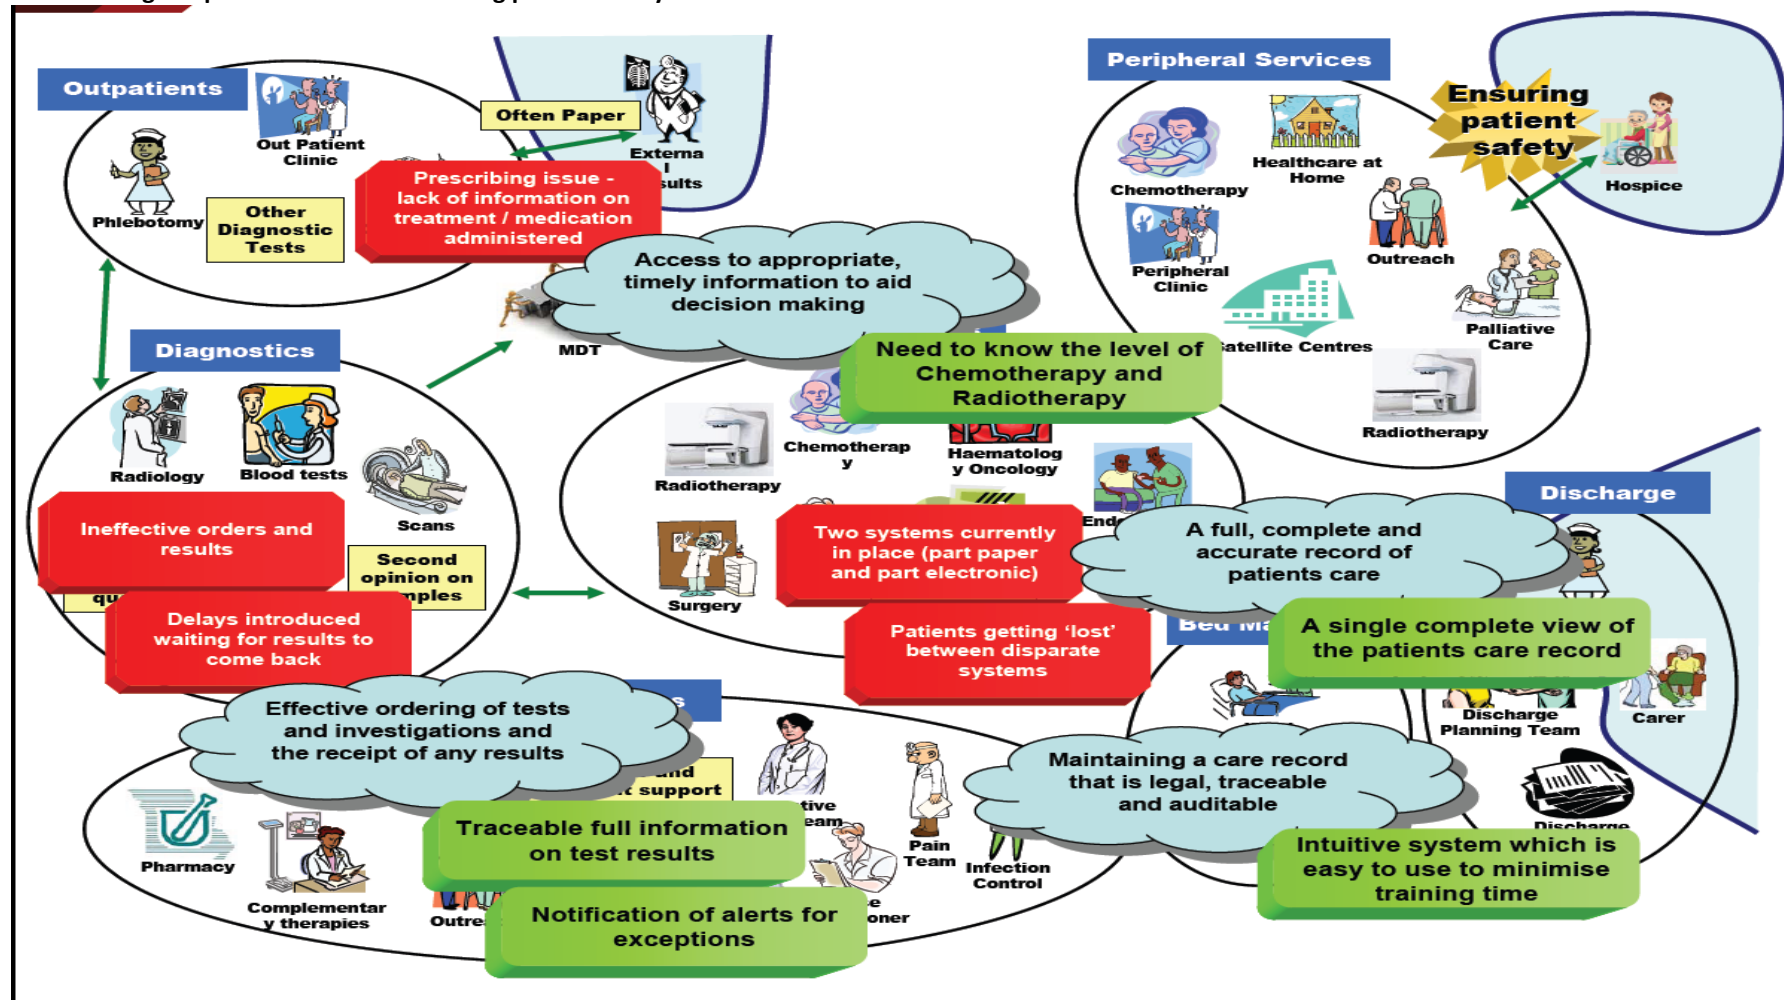 Outpatients
Out Patient
Clinic
Phlebotomy
Other
Diagnostic
Tests
Often Paper
Externa
l
Prescribing issue -
lack of information on
treatment / medication
administered
Access to appropriate,
timely information to aid
decision making
MDT
Peripheral Services
Chemotherapy
Healthcare at
Home
Peripheral
Clinic
Outreach
Satellite Centres
Palliative
Care
Radiotherapy
Ensuring
patient
safety
Hospice
Diagnostics
Radiology
Blood tests
Scans
Ineffective orders and
results
Second
opinion on
Delays introduced
waiting for results to
come back
Need to know the level of
Chemotherapy and
Radiotherapy
Radiotherapy
Chemotherap
y
Haematolog
y Oncology
Surgery
Two systems currently
in place (part paper
and part electronic)
Patients getting ‘lost’
between disparate
systems
Discharge
A full, complete and
accurate record of
patients care
Bed
A single complete view of
the patients care record
Discharge
Planning Team
Carer
Discharge
Maintaining a care record
that is legal, traceable
and auditable
Intuitive system which is
easy to use to minimise
training time
Effective ordering of tests
and investigations and
the receipt of any results
and
support
Pharmacy
Complementar
y therapies
Traceable full information
on test results
Notification of alerts for
exceptions
Pain
Team
Infection
Control